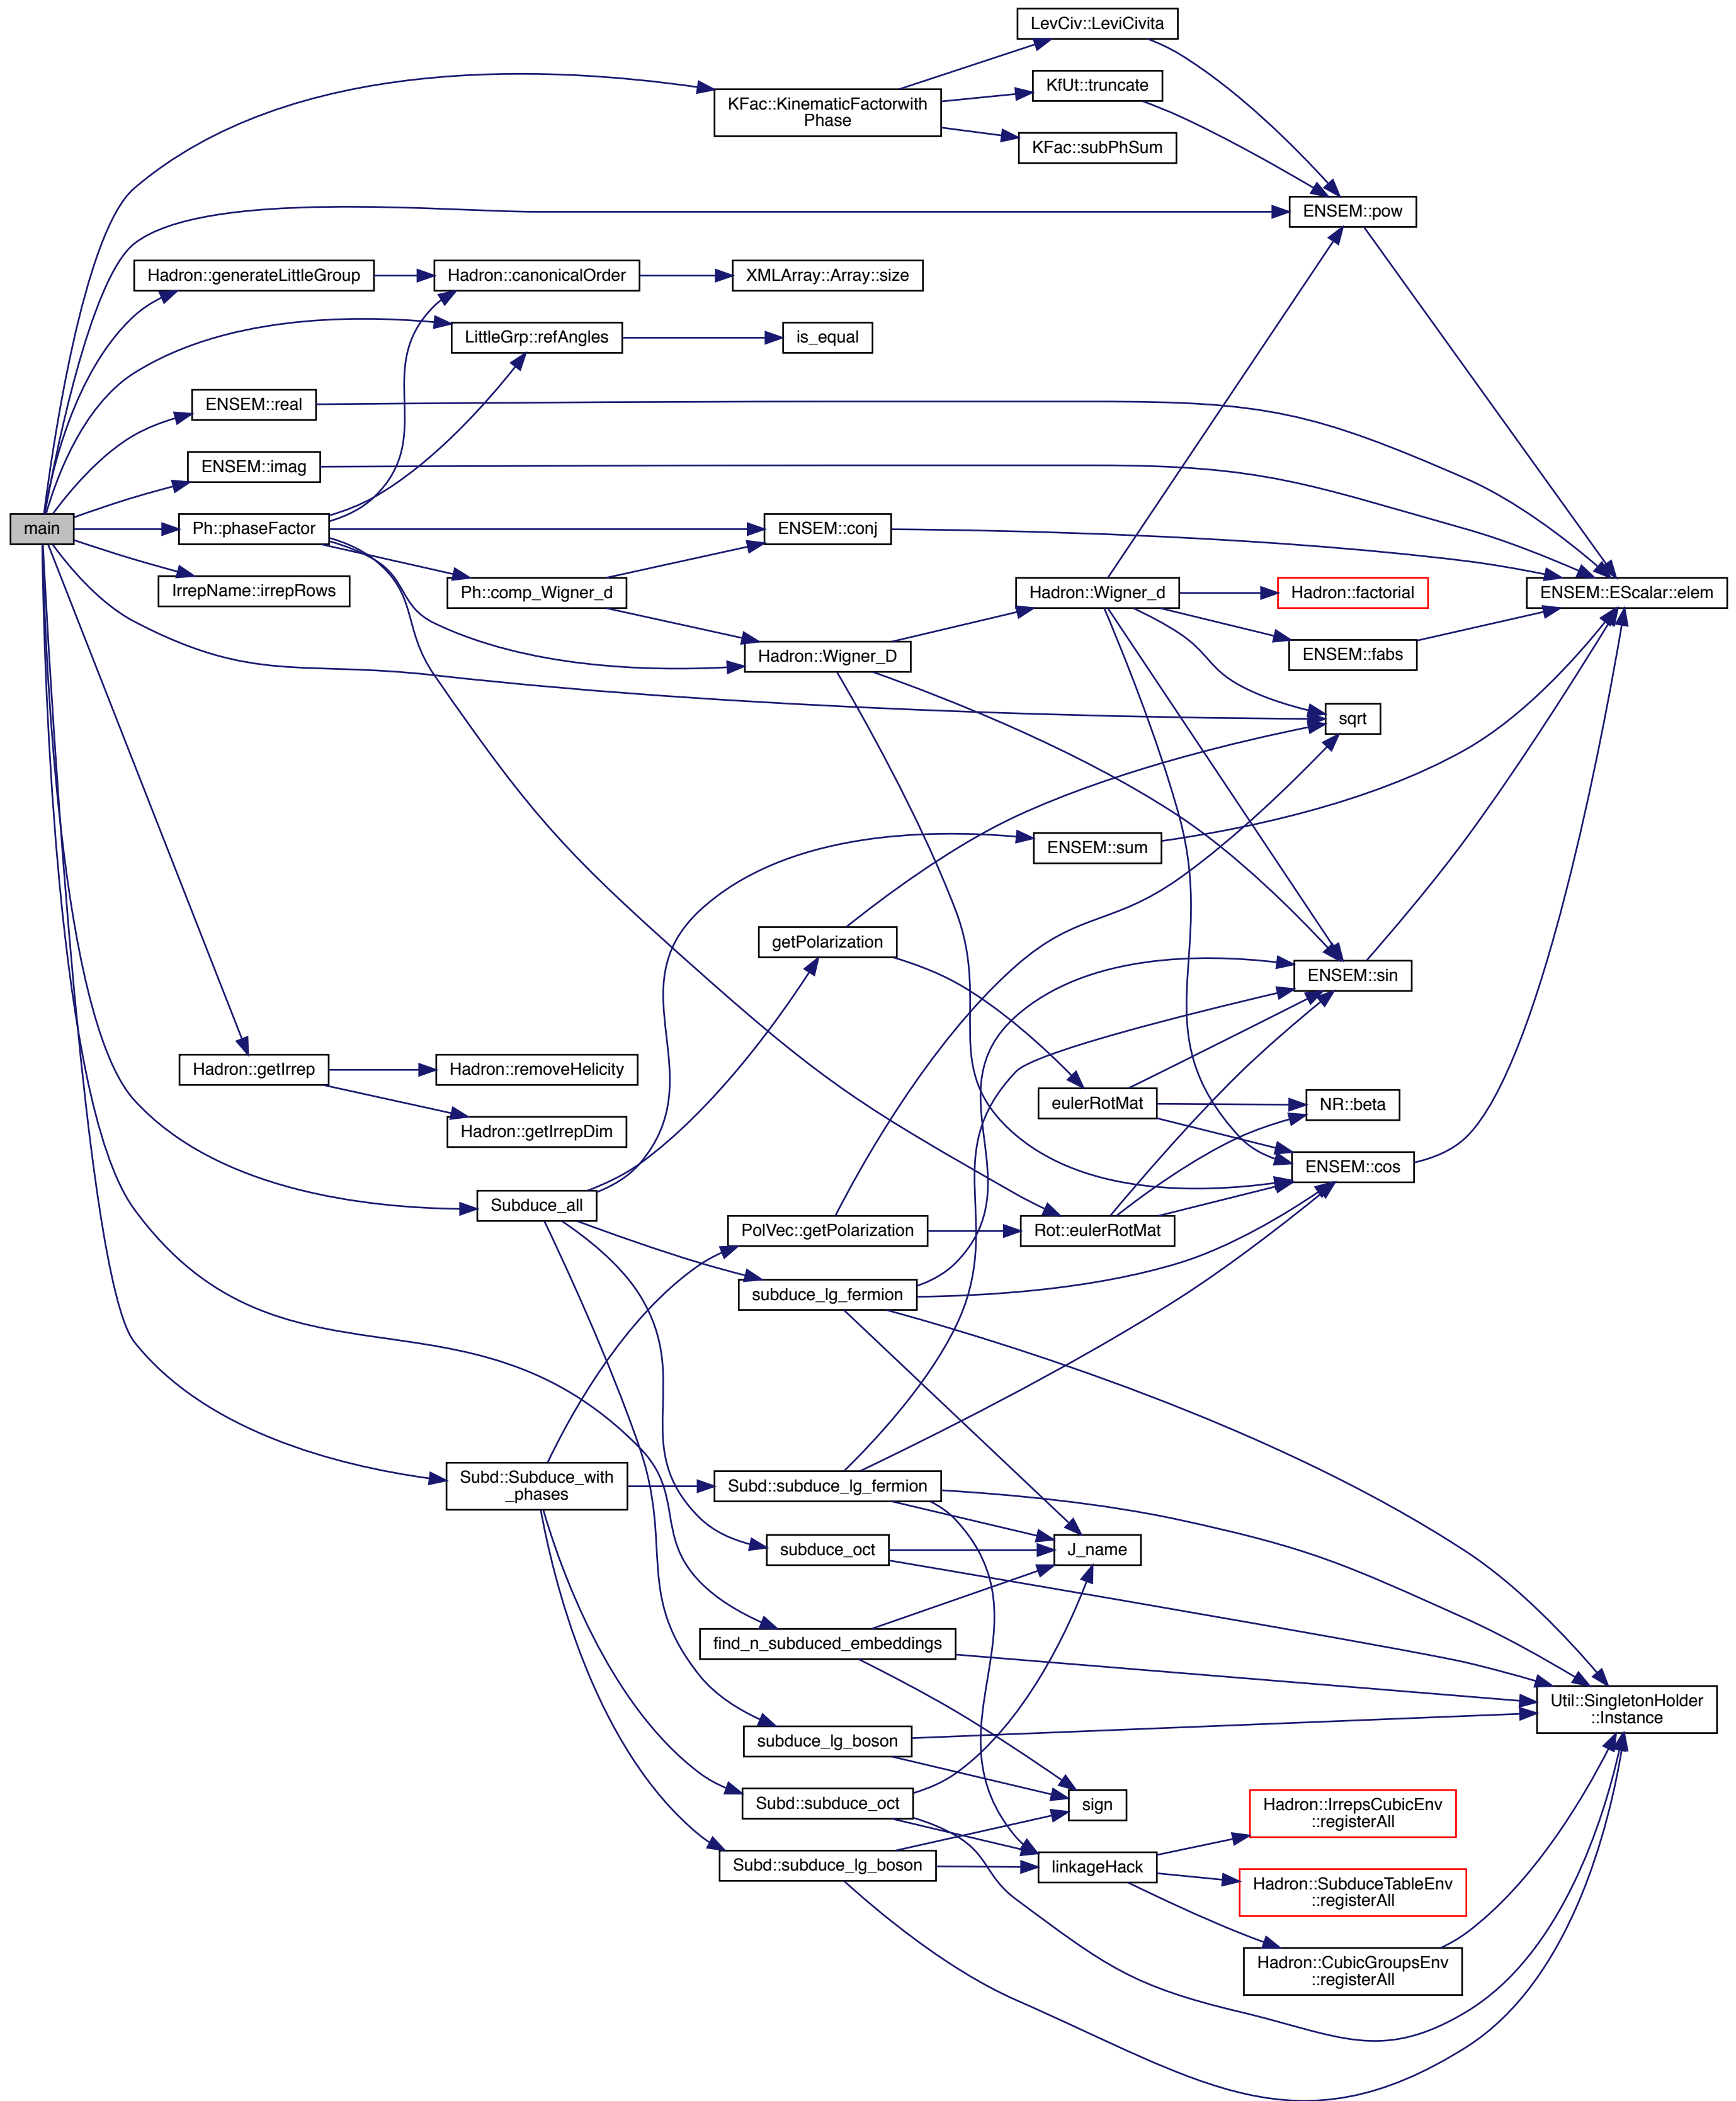 LevCiv::LeviCivita
KfUt::truncate
KFac::KinematicFactorwith
Phase
KFac::subPhSum
ENSEM::pow
Hadron::generateLittleGroup
Hadron::canonicalOrder
XMLArray::Array::size
LittleGrp::refAngles
is_equal
ENSEM::real
ENSEM::imag
main
Ph::phaseFactor
ENSEM::conj
IrrepName::irrepRows
Ph::comp_Wigner_d
Hadron::Wigner_d
Hadron::factorial
ENSEM::EScalar::elem
Hadron::Wigner_D
ENSEM::fabs
sqrt
ENSEM::sum
getPolarization
ENSEM::sin
Hadron::getIrrep
Hadron::removeHelicity
eulerRotMat
NR::beta
Hadron::getIrrepDim
ENSEM::cos
Subduce_all
PolVec::getPolarization
Rot::eulerRotMat
subduce_lg_fermion
Subd::Subduce_with
_phases
Subd::subduce_lg_fermion
subduce_oct
J_name
find_n_subduced_embeddings
Util::SingletonHolder
::Instance
subduce_lg_boson
Subd::subduce_oct
sign
Hadron::IrrepsCubicEnv
::registerAll
Subd::subduce_lg_boson
linkageHack
Hadron::SubduceTableEnv
::registerAll
Hadron::CubicGroupsEnv
::registerAll